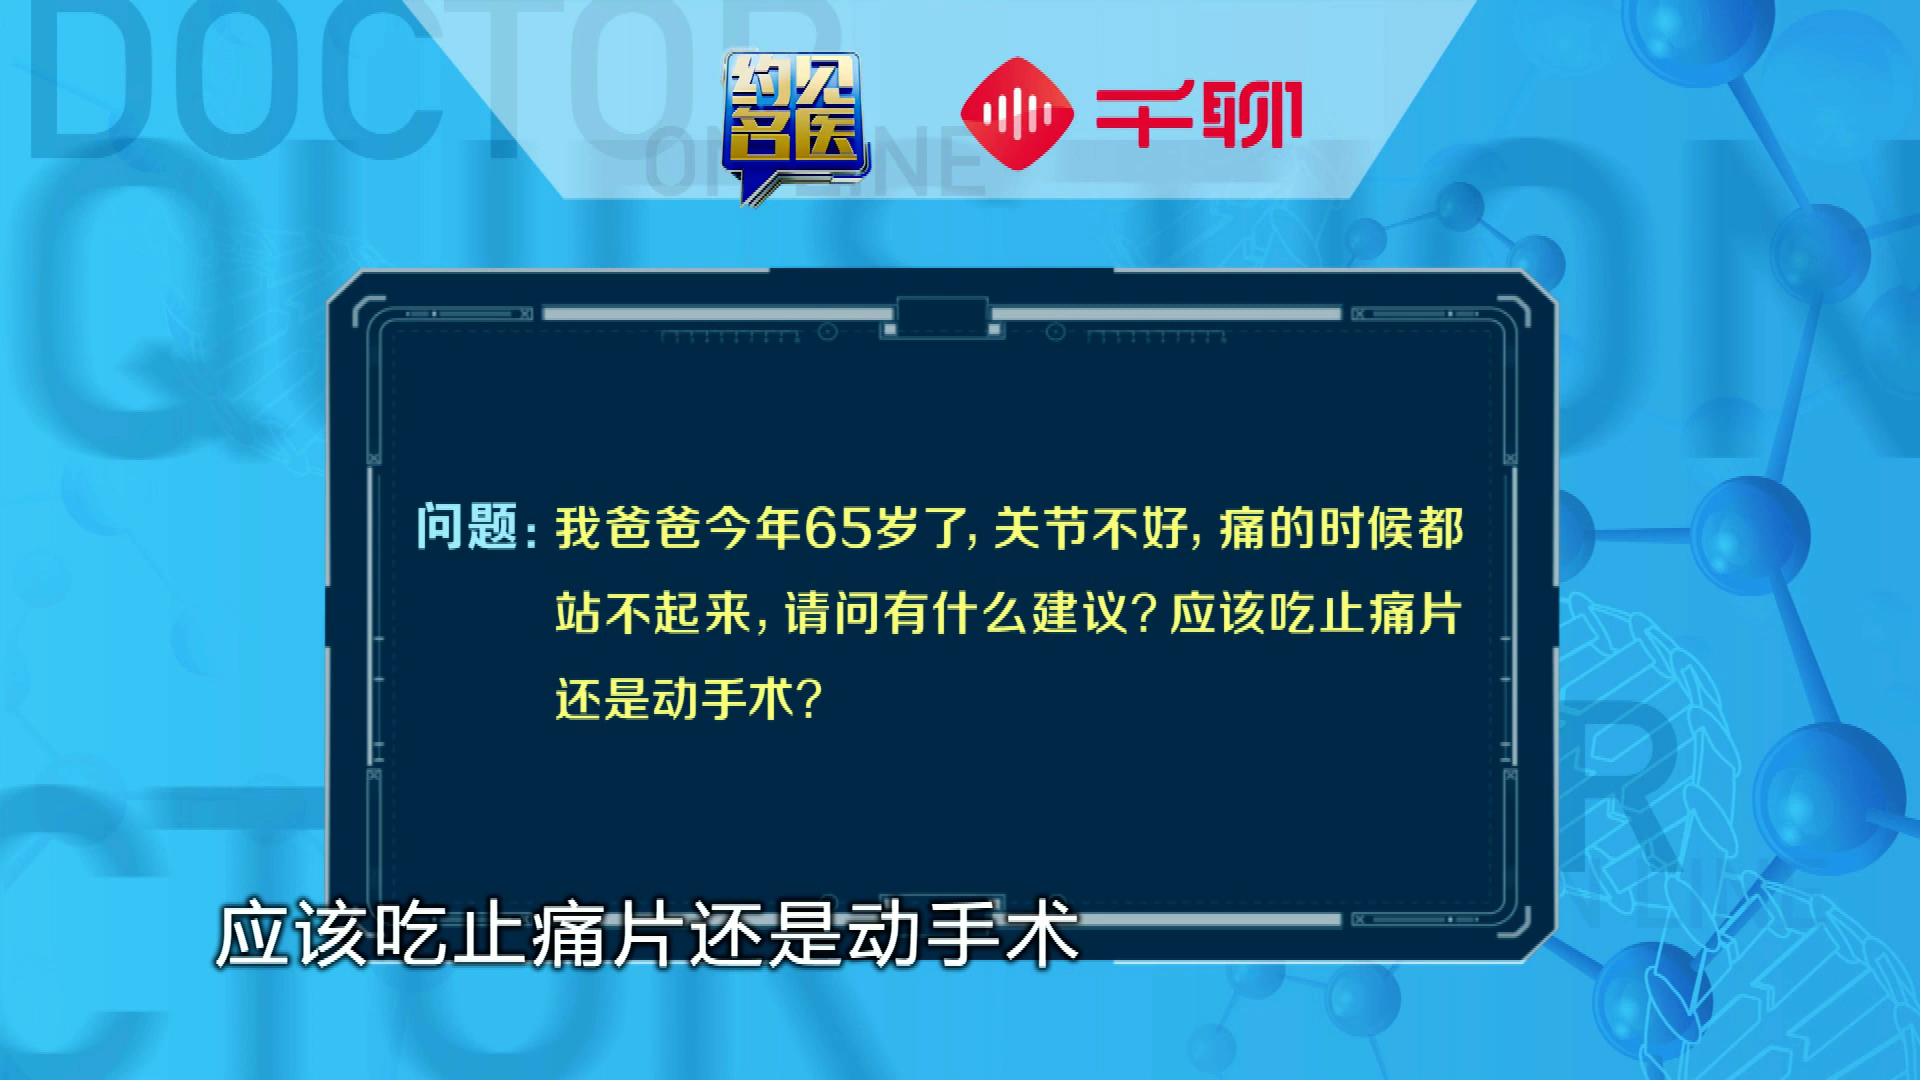 DOCTOR
ONLINE
QUESTION
约见
名医
千聊
问题：我爸爸今年65岁了，关节不好，痛的时候都
站不起来，请问有什么建议？应该吃止痛片
还是动手术？
应该吃止痛片还是动手术